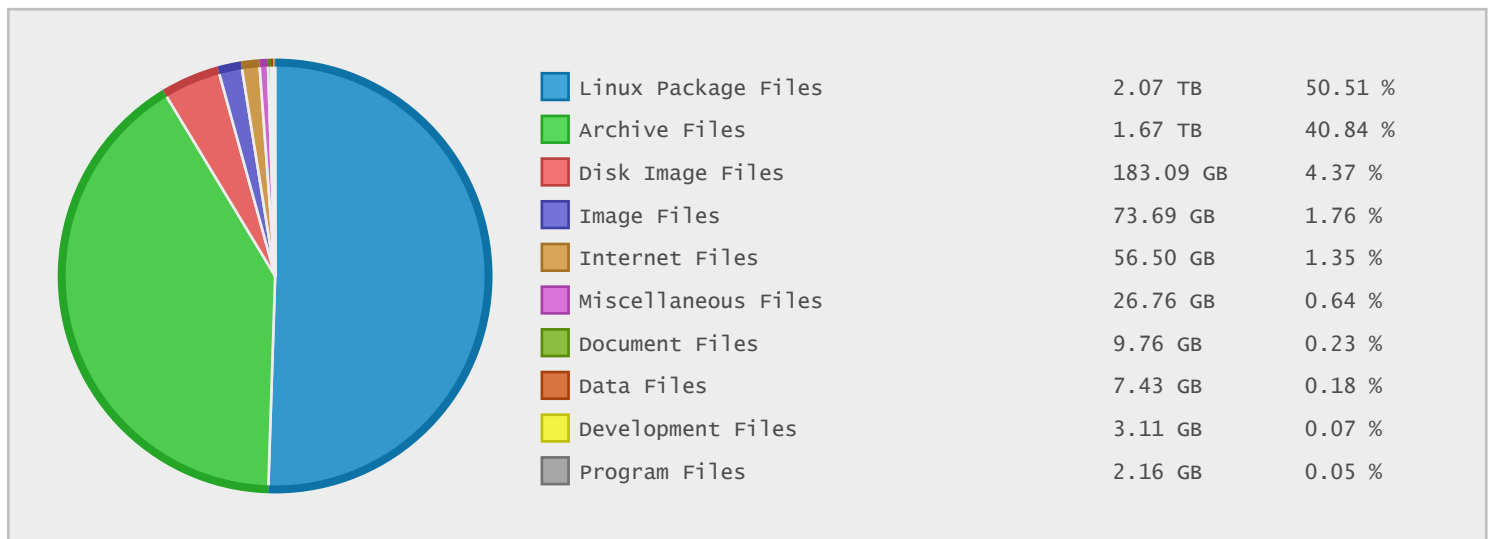 Linux Package Files 2.07 TB 50.51 %
Archive Files 1.67 TB 40.84 %
Disk Image Files 183.09 GB 4.37 %
Image Files 73.69 GB 1.76 %
Internet Files 56.50 GB 1.35 %
Miscellaneous Files 26.76 GB 0.64 %
Document Files 9.76 GB 0.23 %
Data Files 7.43 GB 0.18 %
Development Files 3.11 GB 0.07 %
Program Files 2.16 GB 0.05 %